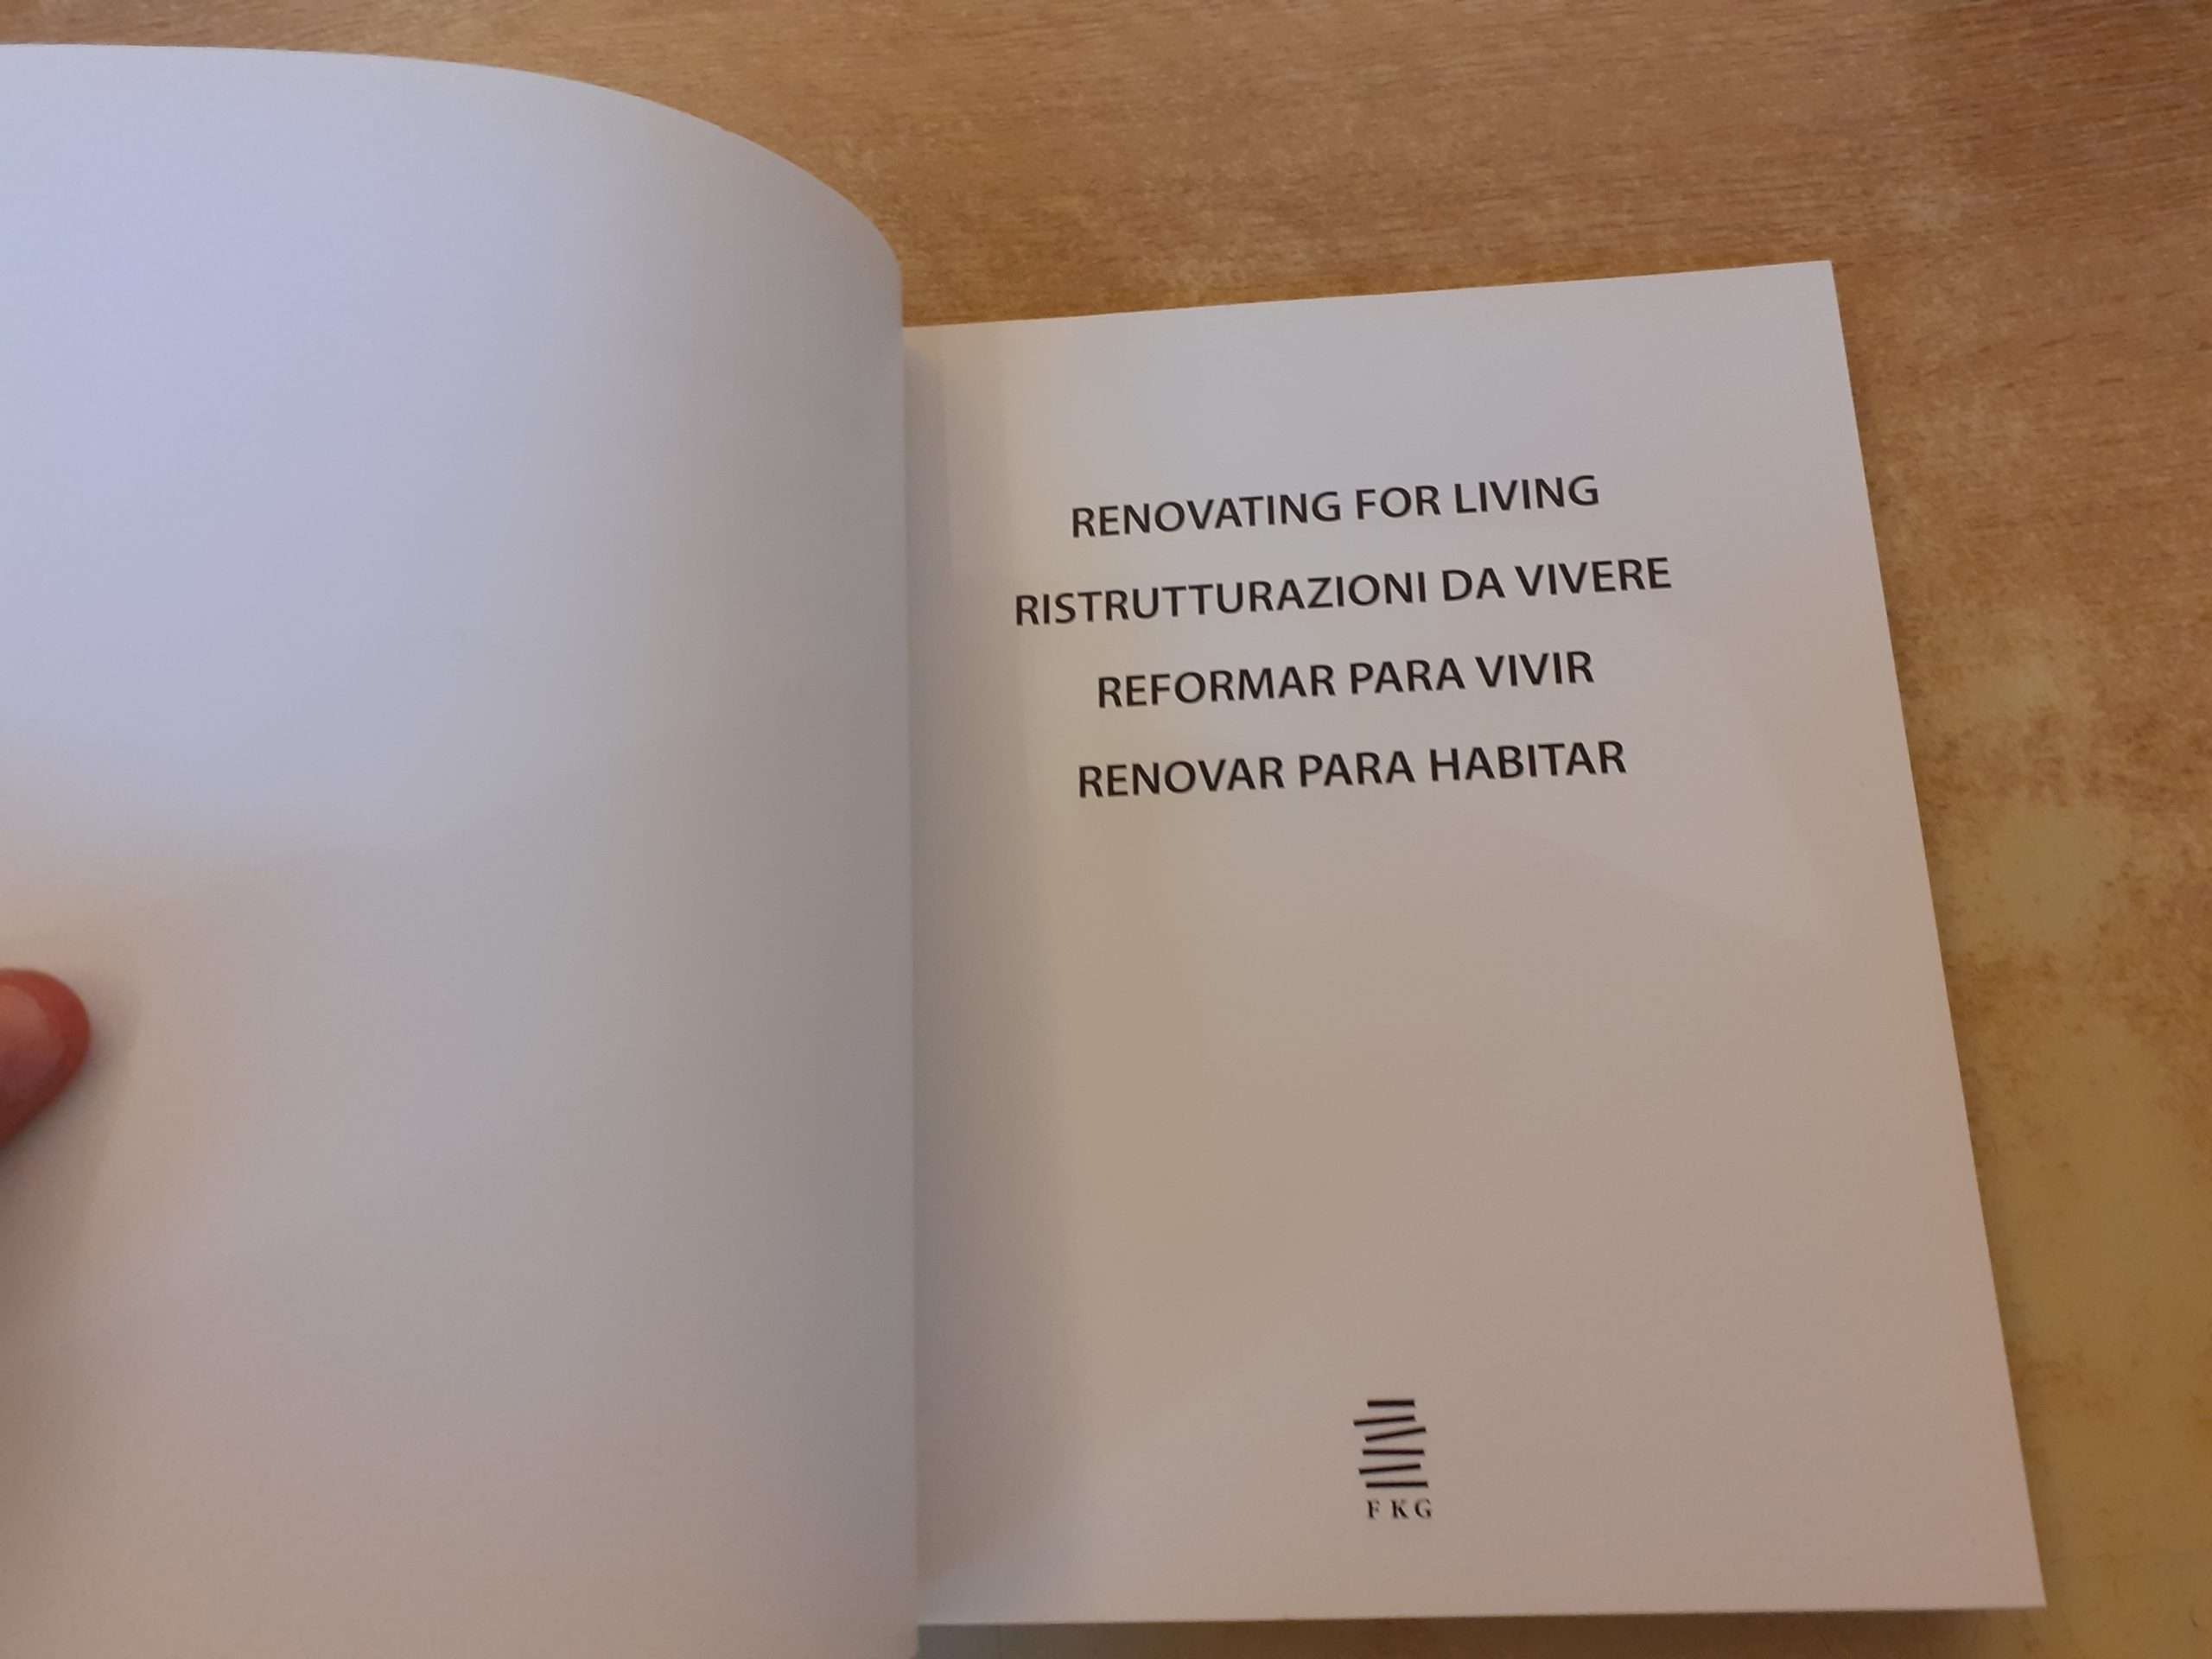 RENOVATING FOR LIVING
RISTRUTTURAZIONI DA VIVERE
REFORMAR PARA VIVIR
RENOVAR PARA HABITAR
FKG